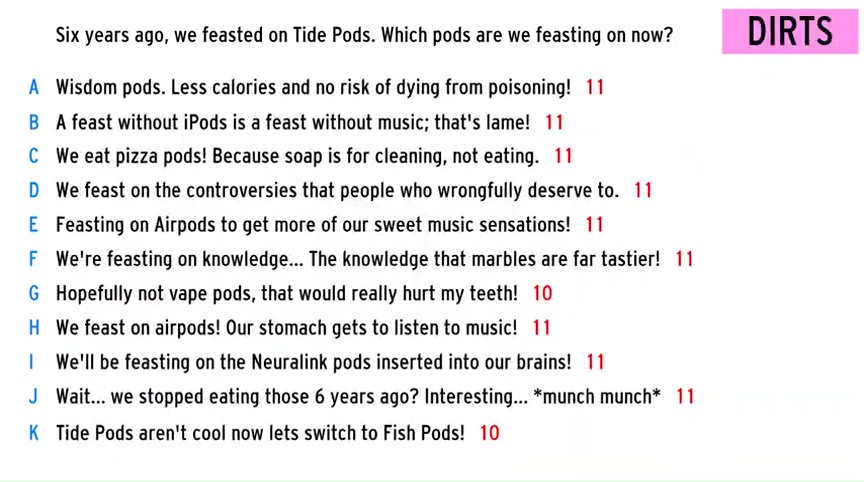 Six years ago, we feasted on Tide Pods. Which pods are we feasting on now?
DIRTS
A Wisdom pods. Less calories and no risk of dying from poisoning! 11
B A feast without iPods is a feast without music; that's lame! 11
C We eat pizza pods! Because soap is for cleaning, not eating. 11
D We feast on the controversies that people who wrongfully deserve to. 11
E Feasting on Airpods to get more of our sweet music sensations! 11
F We're feasting on knowledge... The knowledge that marbles are far tastier! 11
G Hopefully not vape pods, that would really hurt my teeth! 10
H We feast on airpods! Our stomach gets to listen to music! 11
I We'll be feasting on the Neuralink pods inserted into our brains! 11
J Wait... we stopped eating those 6 years ago? Interesting... *munch munch* 11
K Tide Pods aren't cool now lets switch to Fish Pods! 10